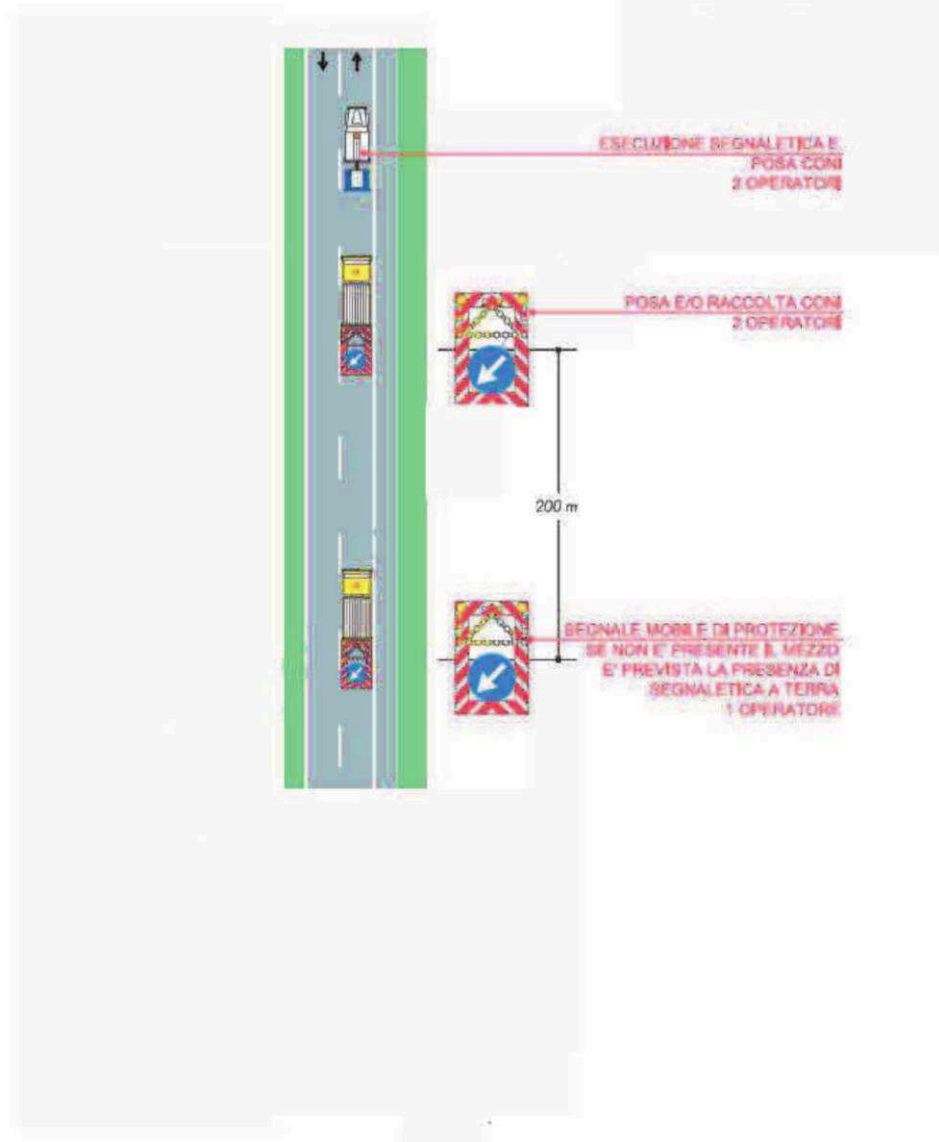 ESECUZIONE SEGNALETICA E
POSA CONI
2 OPERATORI
POSA E/O RACCOLTA CONI
2 OPERATORI
200 m
SEGNALE MOBILE DI PROTEZIONE
SE NON E' PRESENTE IL MEZZO
E' PREVISTA LA PRESENZA DI
SEGNALETICA A TERRA
1 OPERATORE